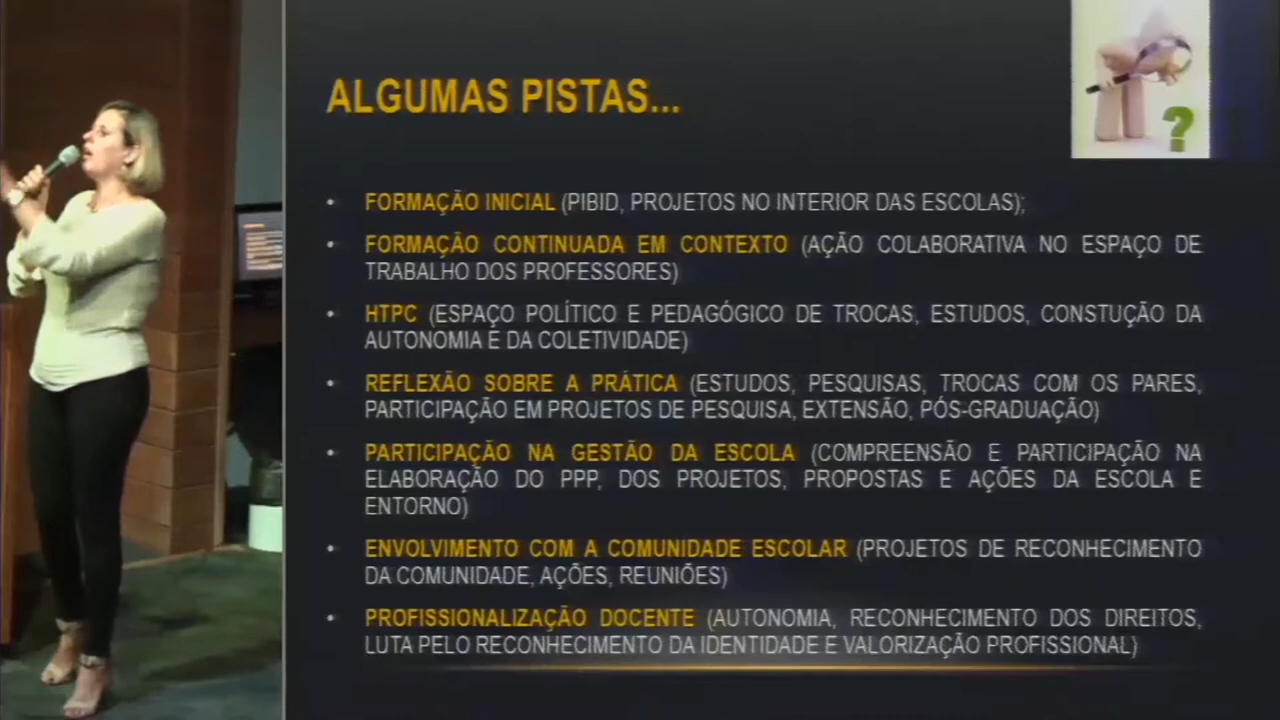 ALGUMAS PISTAS...
?
• FORMAÇÃO INICIAL (PIBID, PROJETOS NO INTERIOR DAS ESCOLAS);
• FORMAÇÃO CONTINUADA EM CONTEXTO (AÇÃO COLABORATIVA NO ESPAÇO DE
TRABALHO DOS PROFESSORES)
• HTPC (ESPAÇO POLÍTICO E PEDAGÓGICO DE TROCAS, ESTUDOS, CONSTUÇÃO DA
AUTONOMIA E DA COLETIVIDADE)
• REFLEXÃO SOBRE A PRÁTICA (ESTUDOS, PESQUISAS, TROCAS COM OS PARES,
PARTICIPAÇÃO EM PROJETOS DE PESQUISA, EXTENSÃO, PÓS-GRADUAÇÃO)
• PARTICIPAÇÃO NA GESTÃO DA ESCOLA (COMPREENSÃO E PARTICIPAÇÃO NA
ELABORAÇÃO DO PPP, DOS PROJETOS, PROPOSTAS E AÇÕES DA ESCOLA E
ENTORNO)
• ENVOLVIMENTO COM A COMUNIDADE ESCOLAR (PROJETOS DE RECONHECIMENTO
DA COMUNIDADE, AÇÕES, REUNIÕES)
• PROFISSIONALIZAÇÃO DOCENTE (AUTONOMIA, RECONHECIMENTO DOS DIREITOS,
LUTA PELO RECONHECIMENTO DA IDENTIDADE E VALORIZAÇÃO PROFISSIONAL)